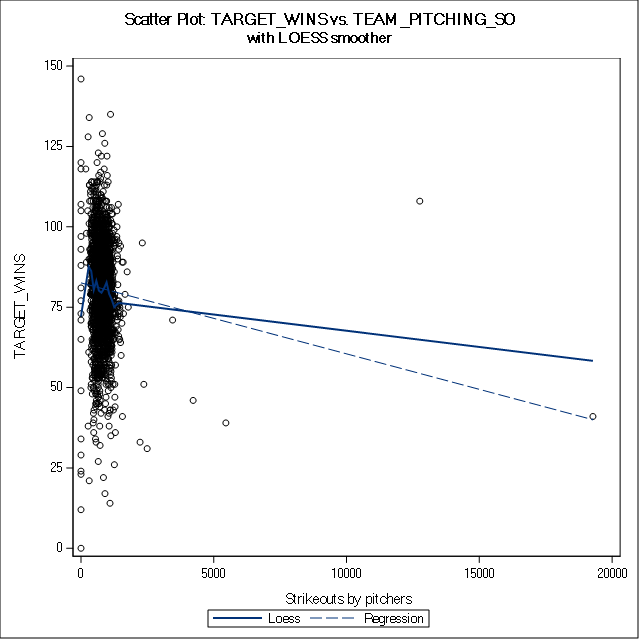 Scatter Plot: TARGET_WINS vs. TEAM_PITCHING_SO
with LOESS smoother
150
125
100
75
50
25
0
TARGET_WINS
0 5000 10000 15000 20000
Strikeouts by pitchers
Loess Regression